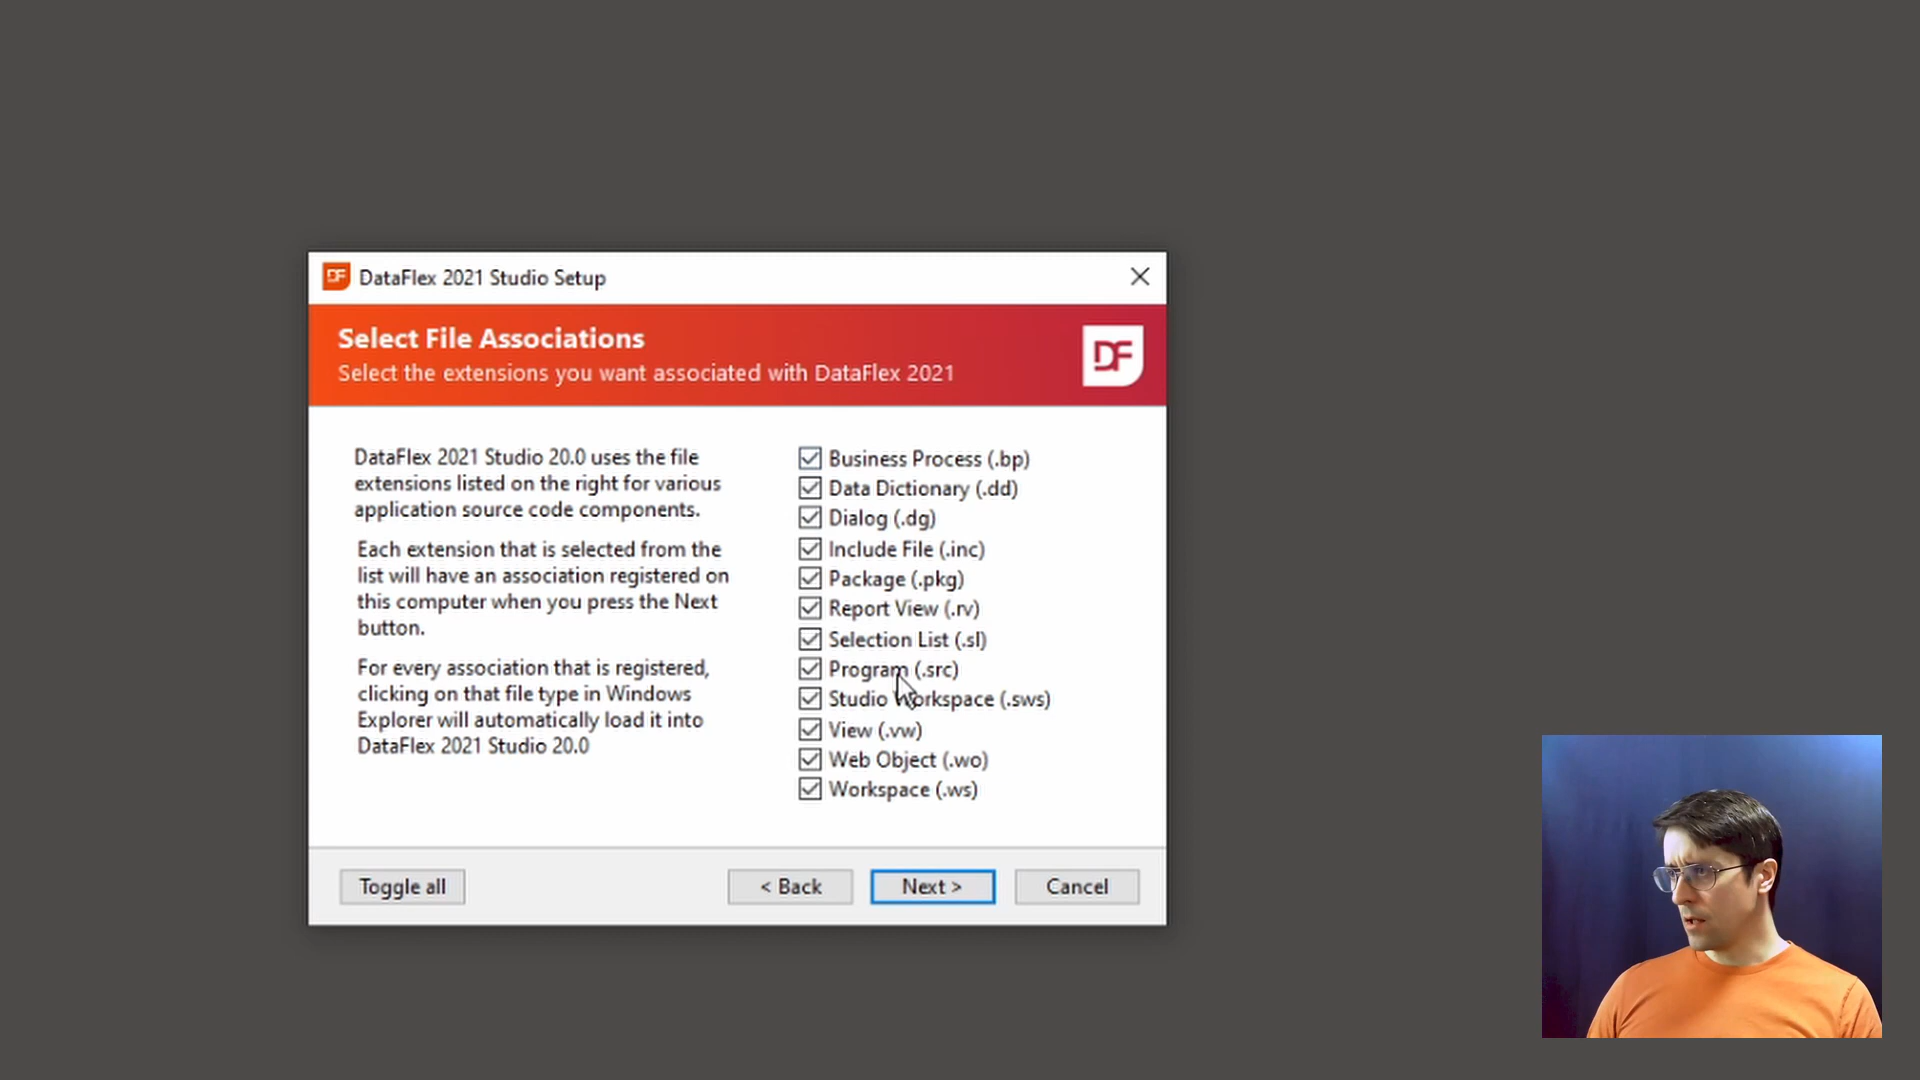 DF DataFlex 2021 Studio Setup
Select File Associations
Select the extensions you want associated with DataFlex 2021
DF
DataFlex 2021 Studio 20.0 uses the file
extensions listed on the right for various
application source code components.
Each extension that is selected from the
list will have an association registered on
this computer when you press the Next
button.
For every association that is registered,
clicking on that file type in Windows
Explorer will automatically load it into
DataFlex 2021 Studio 20.0
Business Process (.bp)
Data Dictionary (.dd)
Dialog (.dg)
Include File (.inc)
Package (.pkg)
Report View (.rv)
Selection List (.sl)
Program (.src)
Studio Workspace (.sws)
View (.vw)
Web Object (.wo)
Workspace (.ws)
Toggle all
< Back
Next >
Cancel